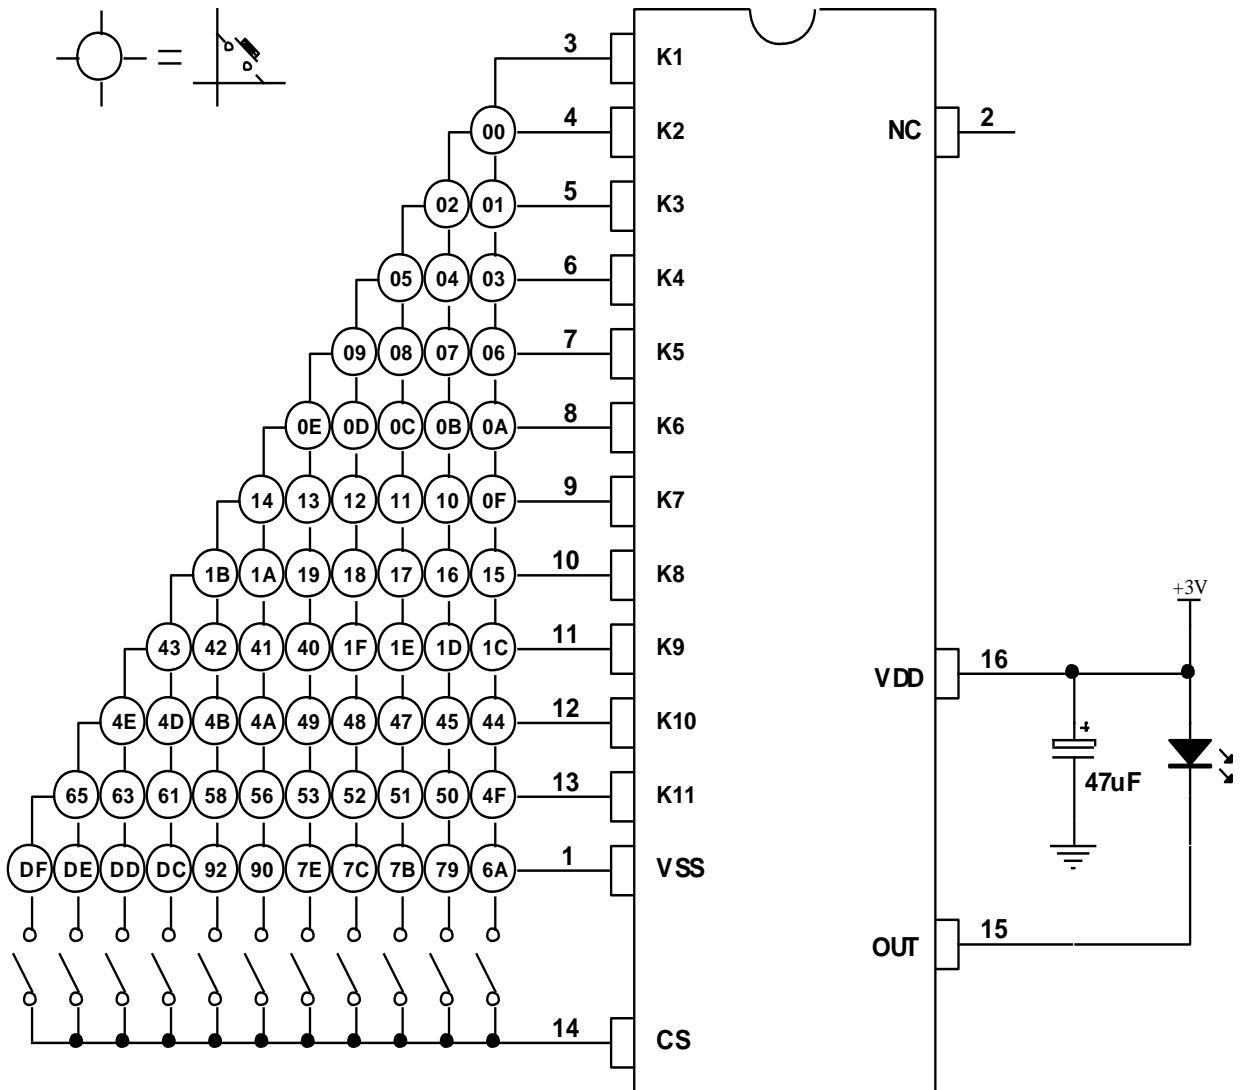 3 K1
00 4 K2 NC 2
02 01 5 K3
05 04 03 6 K4
09 08 07 06 7 K5
0E 0D 0C 0B 0A 8 K6
14 13 12 11 10 0F 9 K7
1B 1A 19 18 17 16 15 10 K8
+3V
43 42 41 40 1F 1E 1D 1C 11 K9
VDD 16
4E 4D 4B 4A 49 48 47 45 44 12 K10
+
47uF
65 63 61 58 56 53 52 51 50 4F 13 K11
DF DE DD DC 92 90 7E 7C 7B 79 6A 1 VSS
OUT 15
14 CS